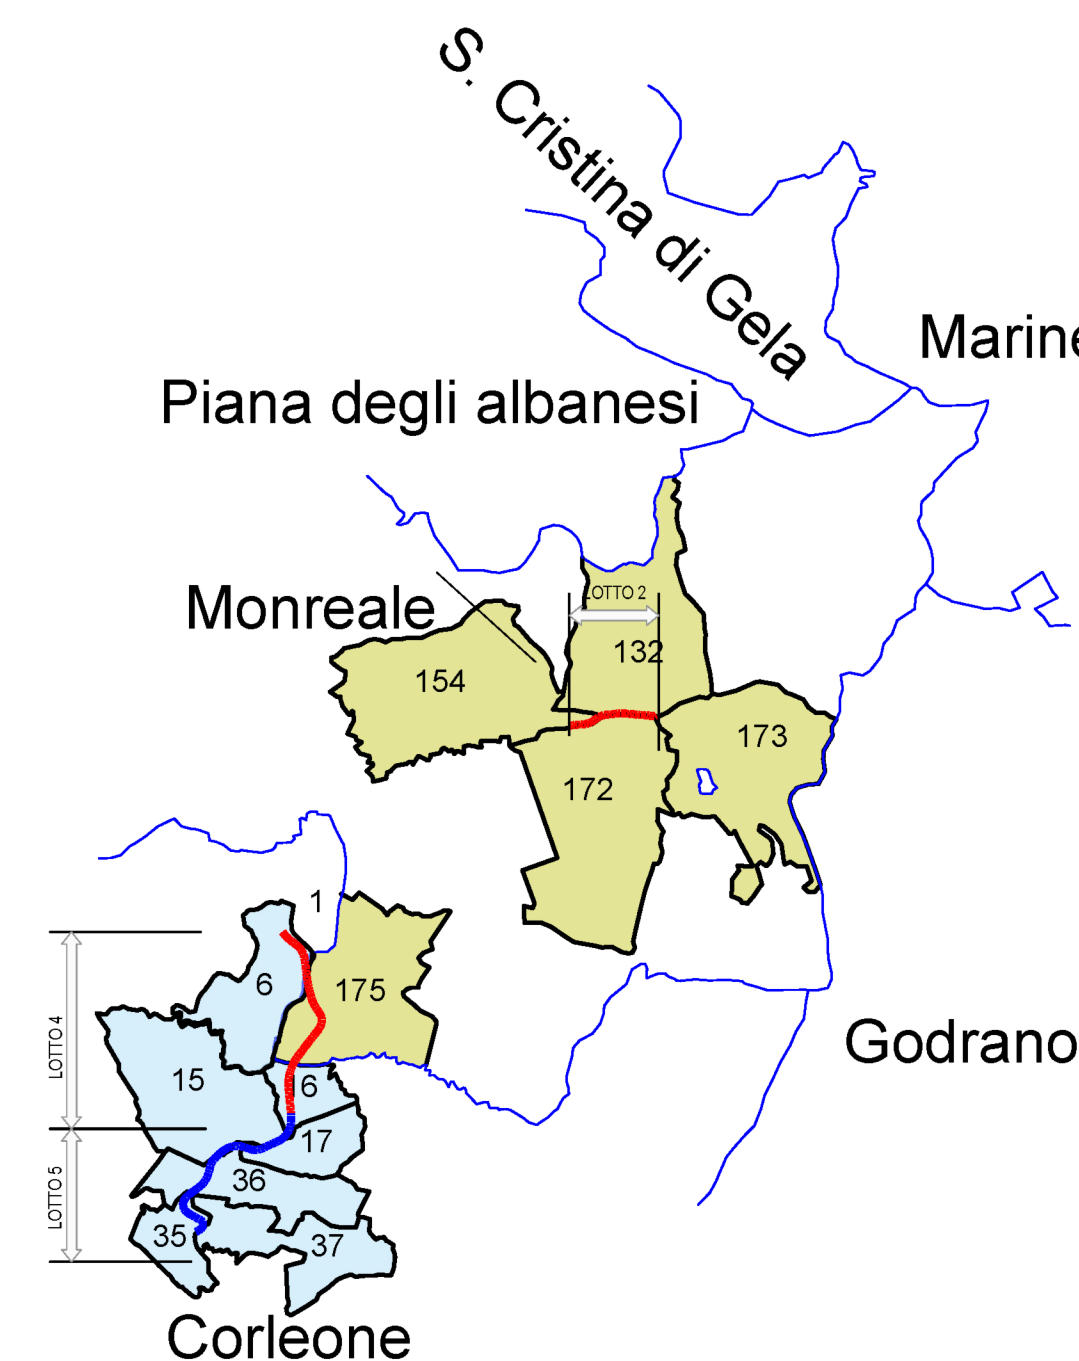 S. Cristina di Gela
Marine
Piana degli albanesi
Monreale
LOTTO 2
132
154
173
172
1
6
175
LOTTO 4
15
6
17
LOTTO 5
36
35
37
Godrano
Corleone